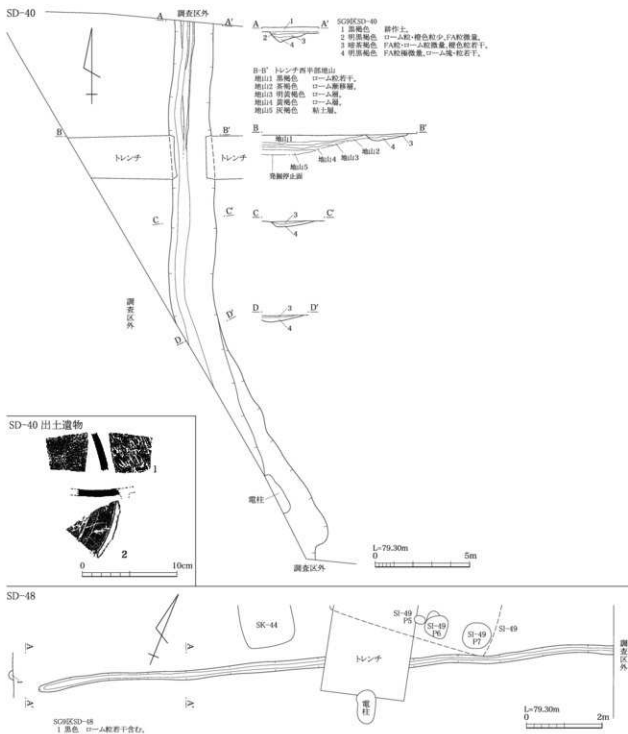 SD-40
調査区外
A A'
A 1 A'
2 4 3
SG9区SD-40
1 黒褐色 耕作土。
2 明黒褐色 ローム粒・橙色粒少、FA粒微量。
3 暗茶褐色 FA粒・ローム粒微量、橙色粒若干。
4 明黒褐色 FA粒極微量、ローム塊・粒若干。
B-B' トレンチ西半部地山
地山1 黒褐色 ローム粒若干。
地山2 茶褐色 ローム漸移層。
地山3 明黄褐色 ローム層。
地山4 黄褐色 ローム層。
地山5 灰褐色 粘土層。
B B'
B B'
地山1
地山2
地山3
地山4
地山5
4 3
発掘停止面
トレンチ
トレンチ
C C'
C 3 C'
4
調査区外
D D'
D 3 D'
4
SD-40 出土遺物
1
2
0 10cm
電柱
調査区外
L=79.30m
0 5m
SD-48
A A
A' A'
1
SK-44
トレンチ
SI-49 P5
SI-49 P6
SI-49 P7
SI-49
調査区外
電柱
SG9区SD-48
1 黒色 ローム粒若干含む。
L=79.30m
0 2m